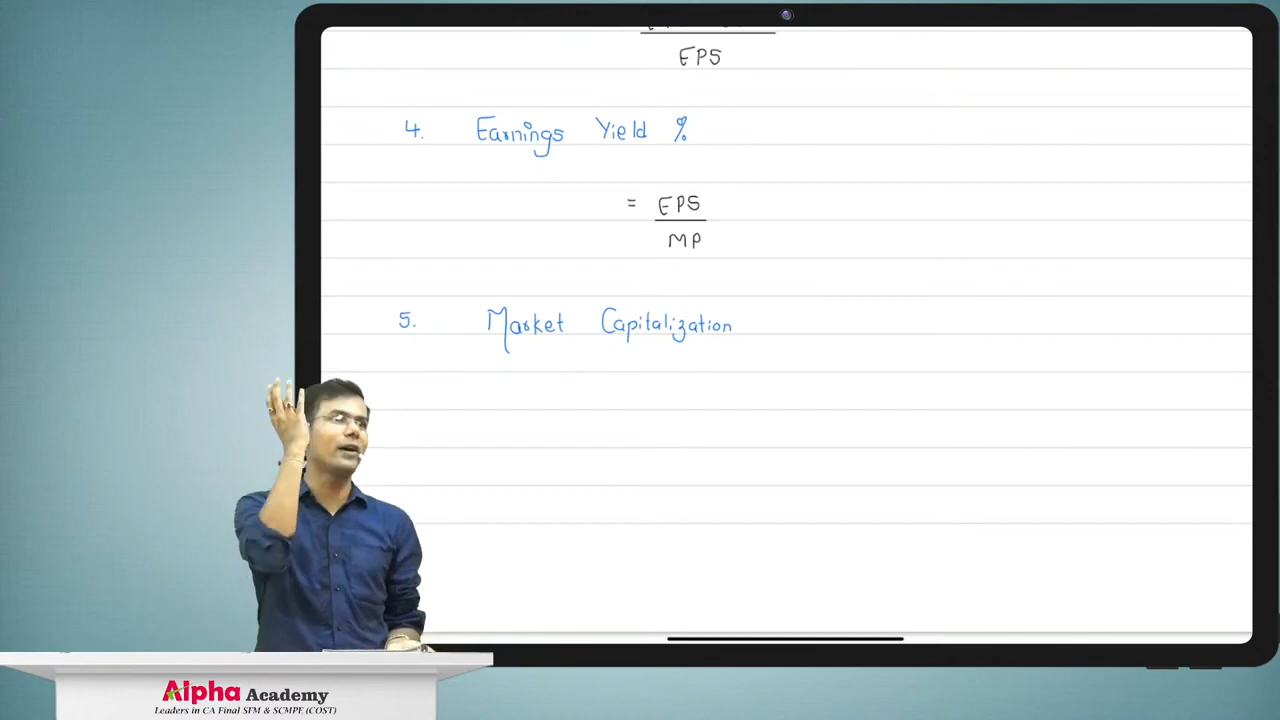 EPS
4. Earnings Yield %
= EPS
MP
5. Market Capitalization
Alpha Academy
Leaders in CA Final SFM & SCMPE (COST)